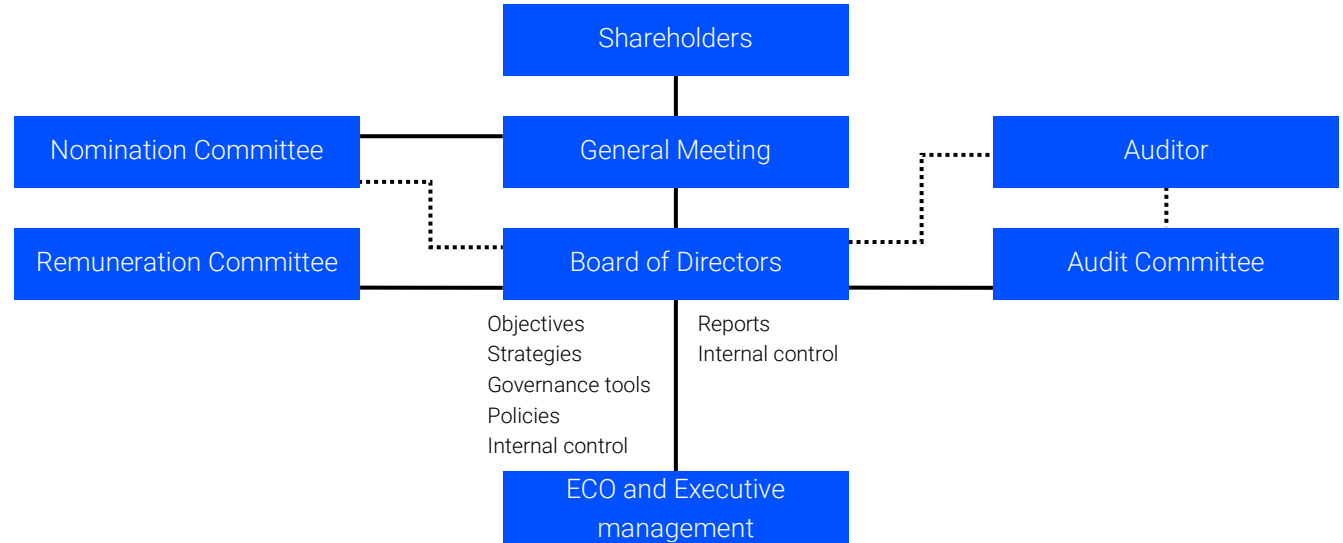 Shareholders
Nomination Committee
General Meeting
Auditor
Remuneration Committee
Board of Directors
Audit Committee
Objectives
Strategies
Governance tools
Policies
Internal control
Reports
Internal control
ECO and Executive
management